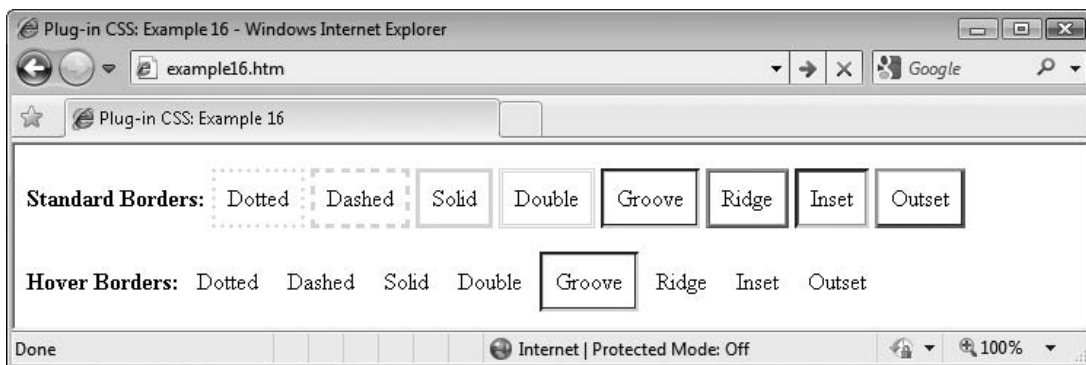 Plug-in CSS: Example 16 - Windows Internet Explorer
example16.htm
Google
Plug-in CSS: Example 16
Standard Borders: Dotted Dashed Solid Double Groove Ridge Inset Outset
Hover Borders: Dotted Dashed Solid Double Groove Ridge Inset Outset
Done
Internet | Protected Mode: Off
100%